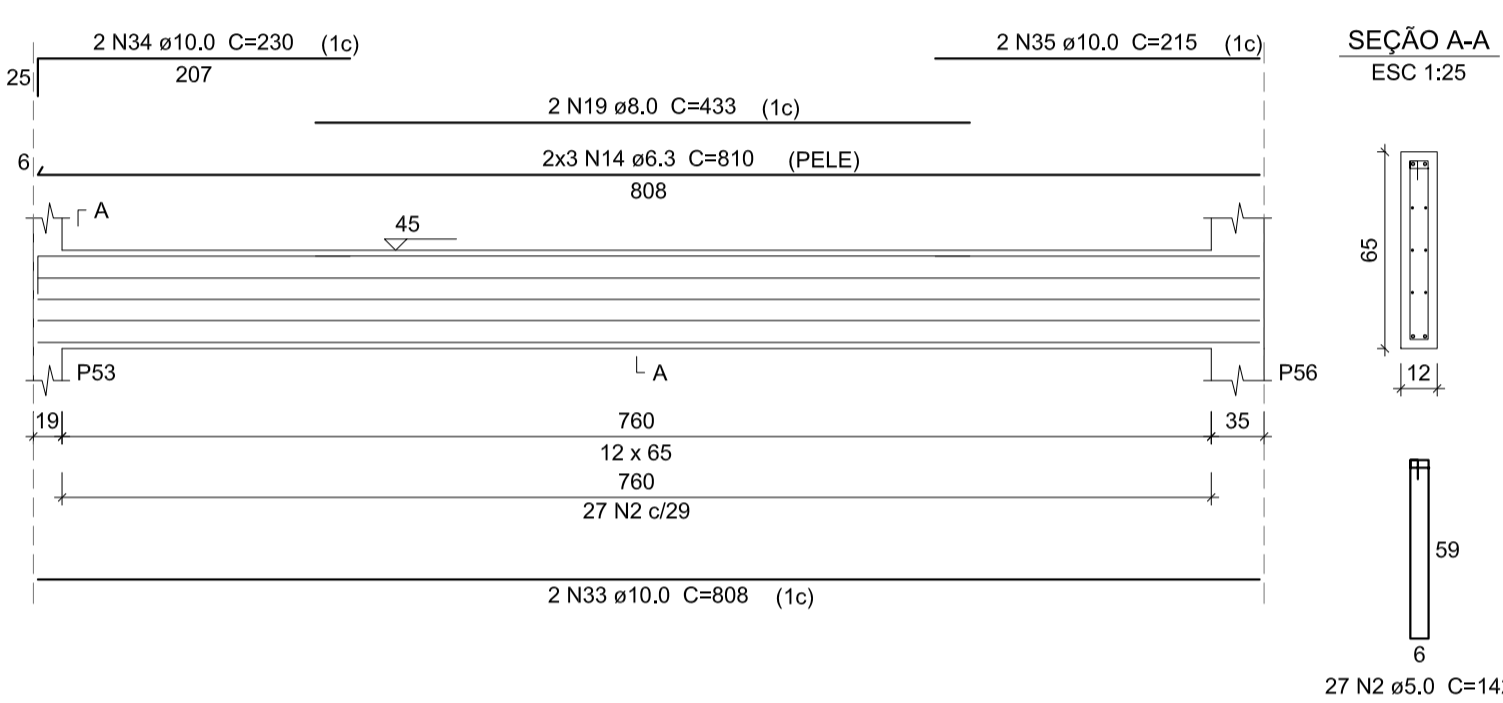 2 N34 ø10.0 C=230 (1c)
2 N35 ø10.0 C=215 (1c)
SEÇÃO A-A
ESC 1:25
25
207
2 N19 ø8.0 C=433 (1c)
6
2x3 N14 ø6.3 C=810 (PELE)
808
A
45
65
P53
A
P56
12
19
760
35
12 x 65
760
27 N2 c/29
59
2 N33 ø10.0 C=808 (1c)
6
27 N2 ø5.0